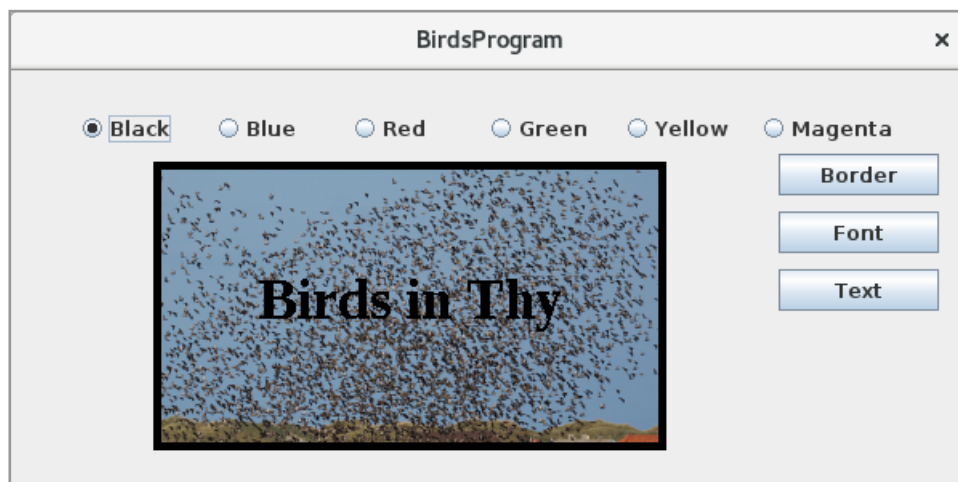 BirdsProgram
Black Blue Red Green Yellow Magenta
Border
Font
Text
Birds in Thy